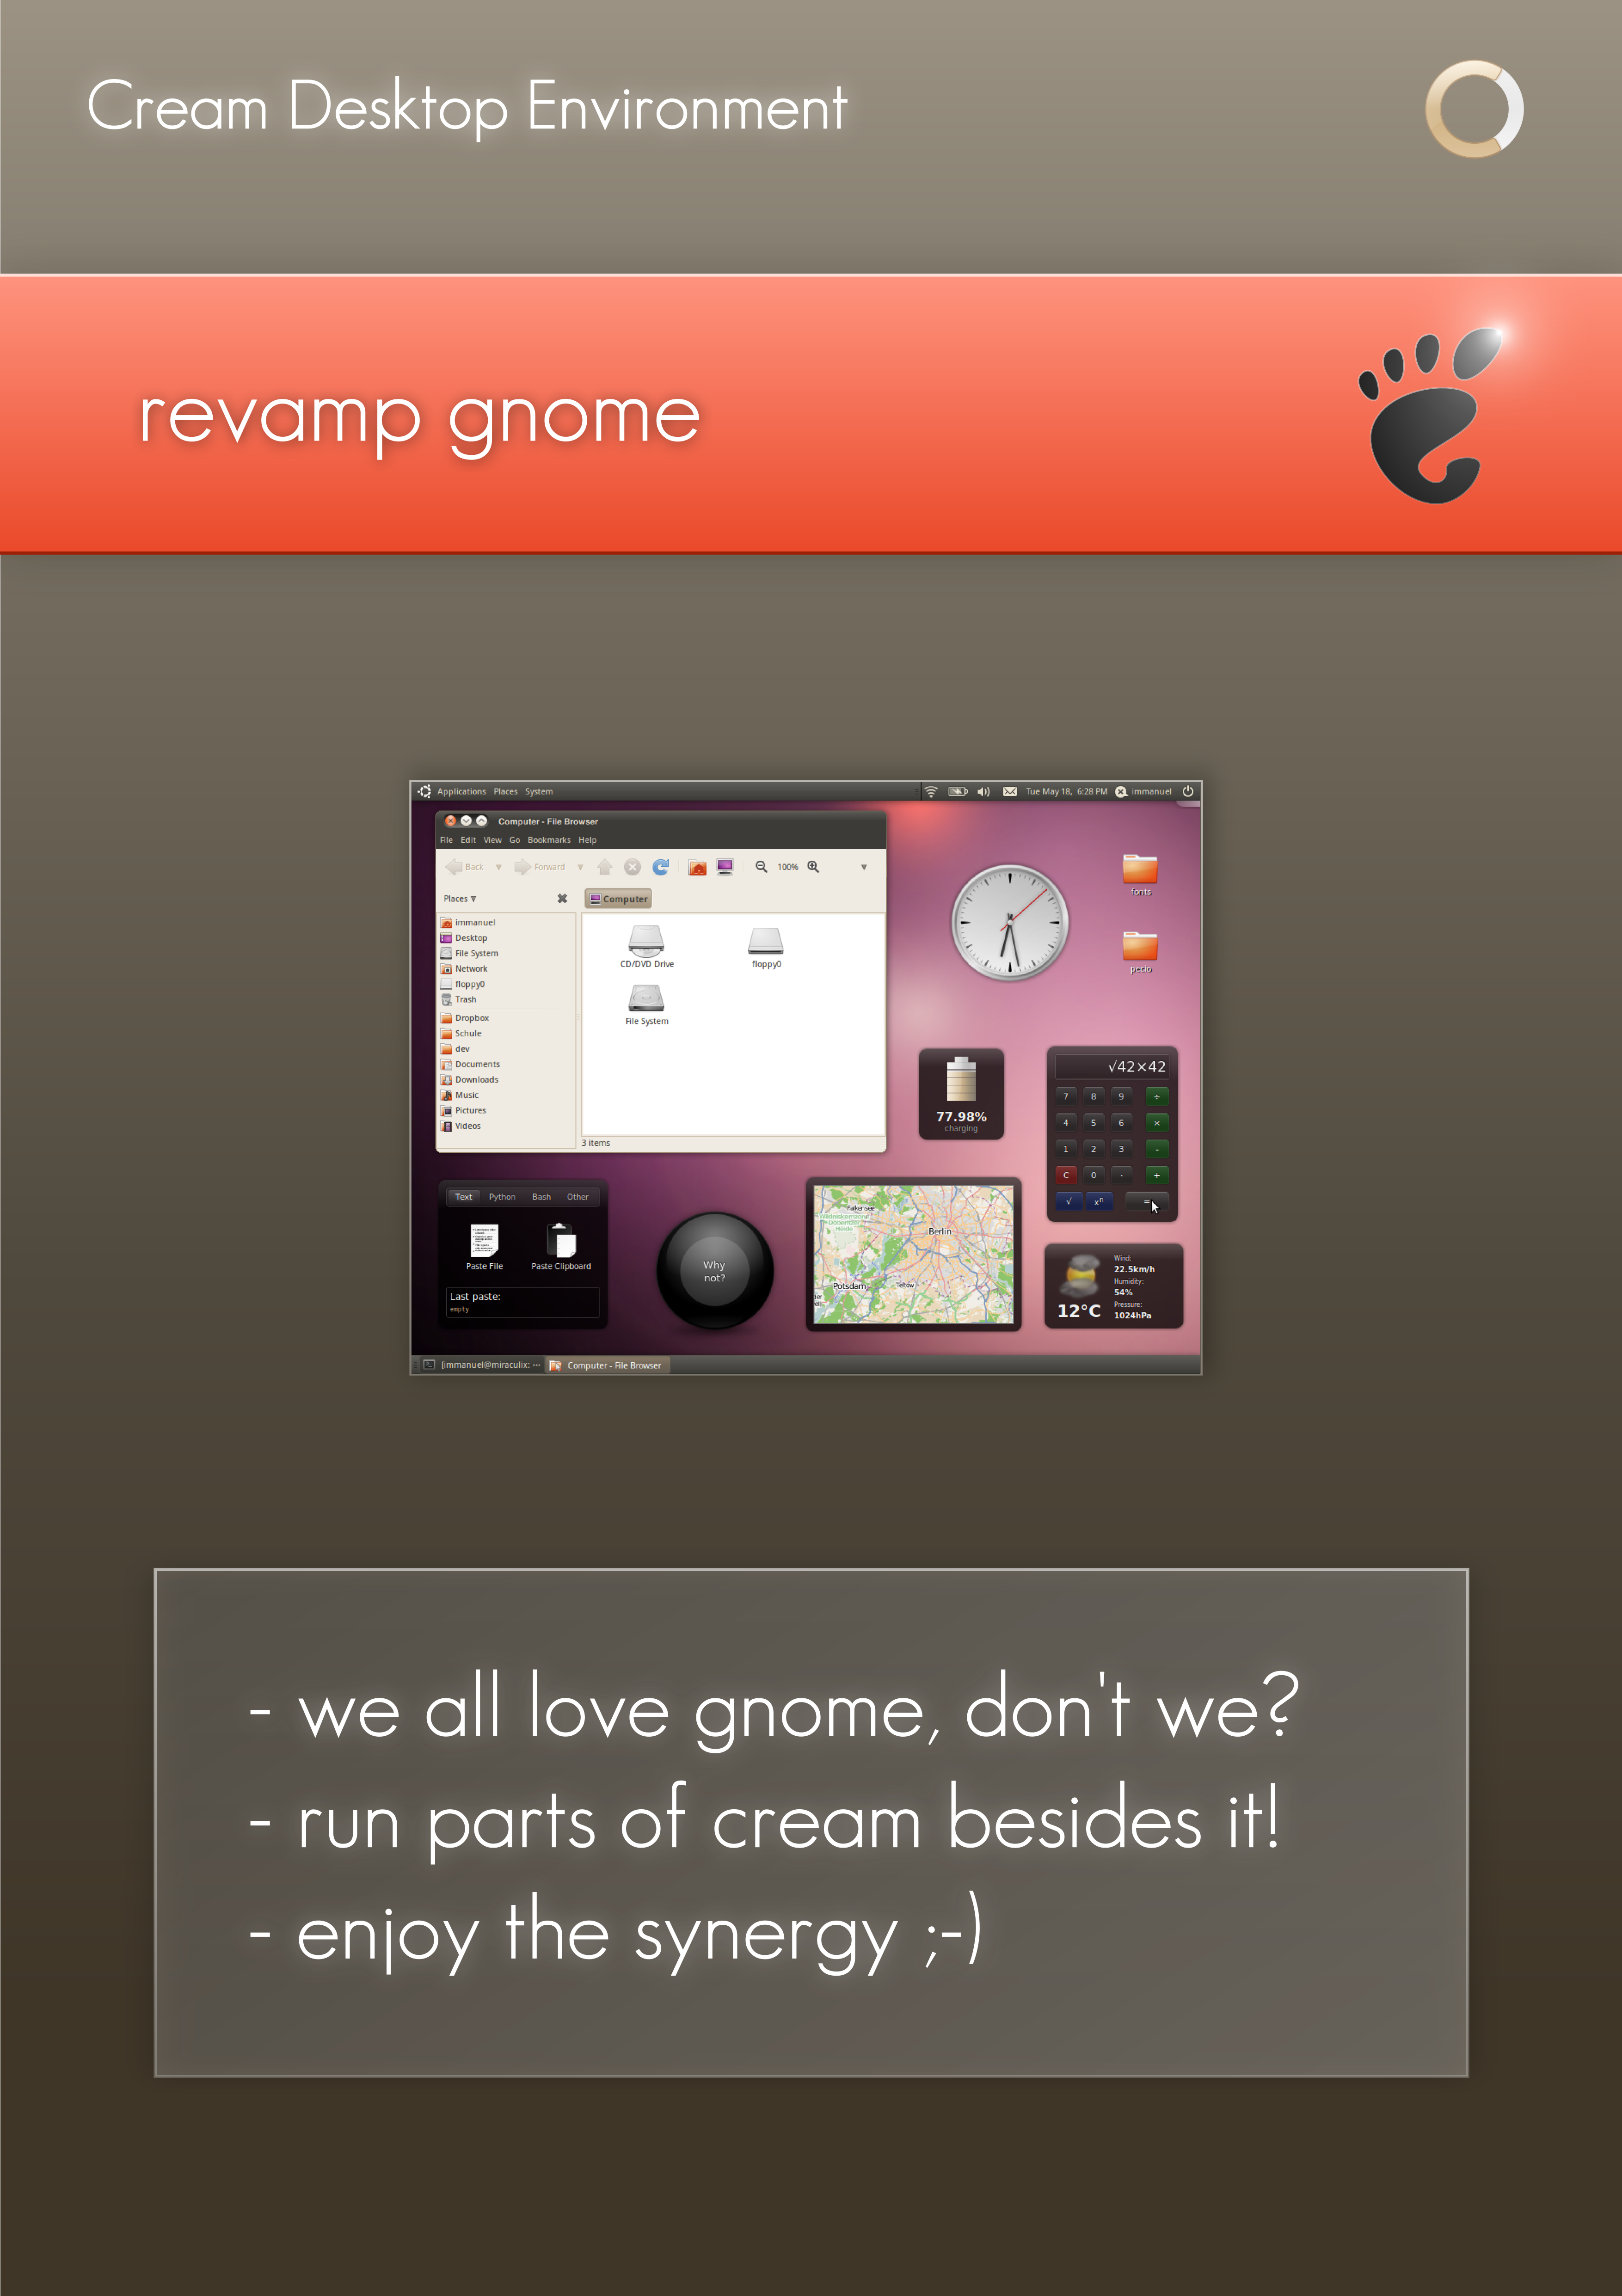 Cream Desktop Environment
revamp gnome
Applications Places System
Tue May 18, 6:28 PM immanuel
Computer - File Browser
File Edit View Go Bookmarks Help
Back Forward 100%
Places Computer
immanuel
Desktop
File System
Network
floppy0
Trash
Dropbox
Schule
dev
Documents
Downloads
Music
Pictures
Videos
CD/DVD Drive floppy0
File System
3 items
fonts
77.98%
charging
√42×42
7 8 9 ÷
4 5 6 ×
1 2 3 -
C 0 · +
√ xⁿ =
Text Python Bash Other
Paste File Paste Clipboard
Last paste:
empty
Why
not?
Falkensee
Berlin
Potsdam
Teltow
12°C
Wind:
22.5km/h
Humidity:
54%
Pressure:
1024hPa
[immanuel@miraculix: ···
Computer - File Browser
- we all love gnome, don't we?
- run parts of cream besides it!
- enjoy the synergy ;-)